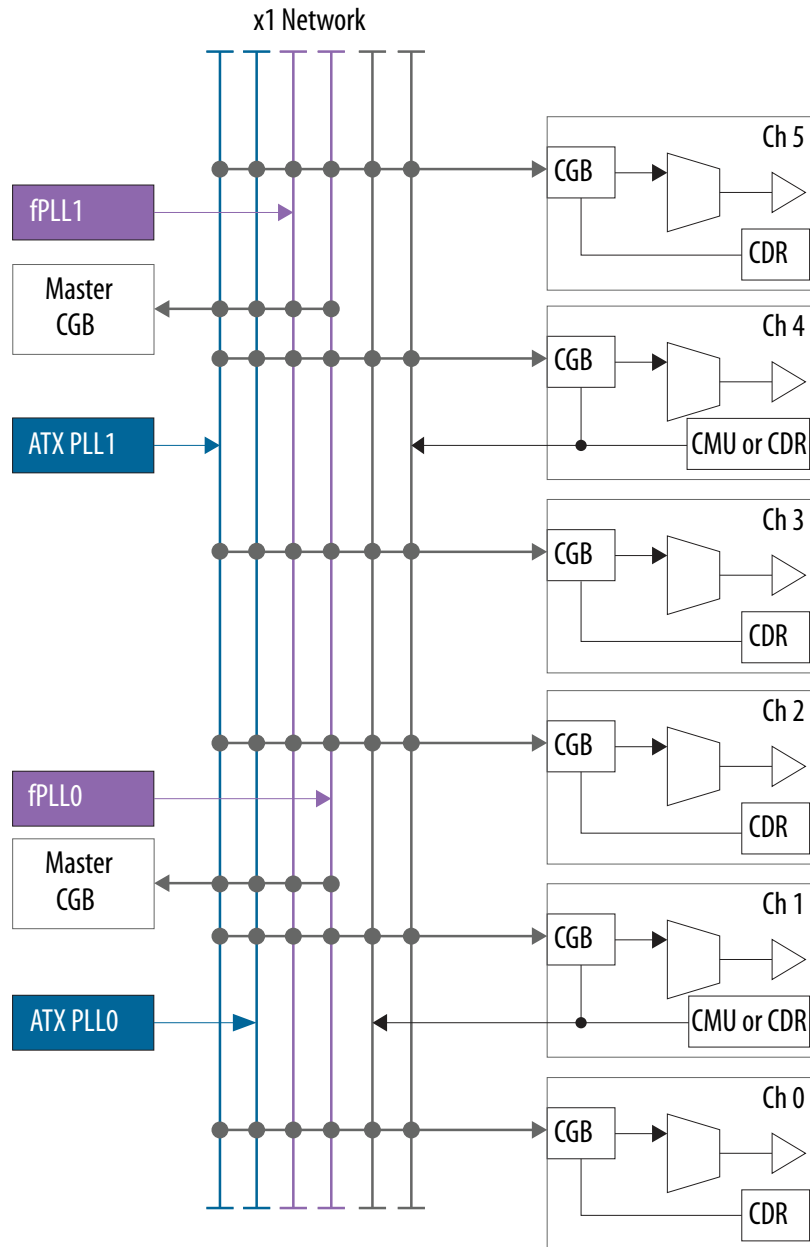 x1 Network
Ch 5
CGB
CDR
fPLL1
Master
CGB
Ch 4
CGB
CMU or CDR
ATX PLL1
Ch 3
CGB
CDR
Ch 2
CGB
CDR
fPLL0
Master
CGB
Ch 1
CGB
CMU or CDR
ATX PLL0
Ch 0
CGB
CDR